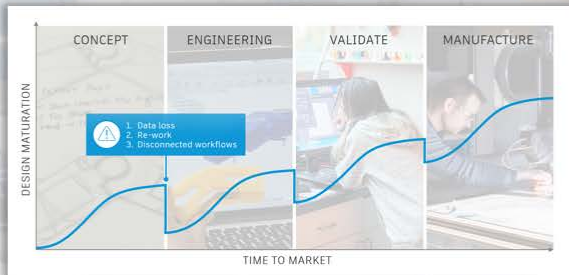 CONCEPT
ENGINEERING
VALIDATE
MANUFACTURE
DESIGN MATURATION
1. Data loss
2. Re-work
3. Disconnected workflows
TIME TO MARKET